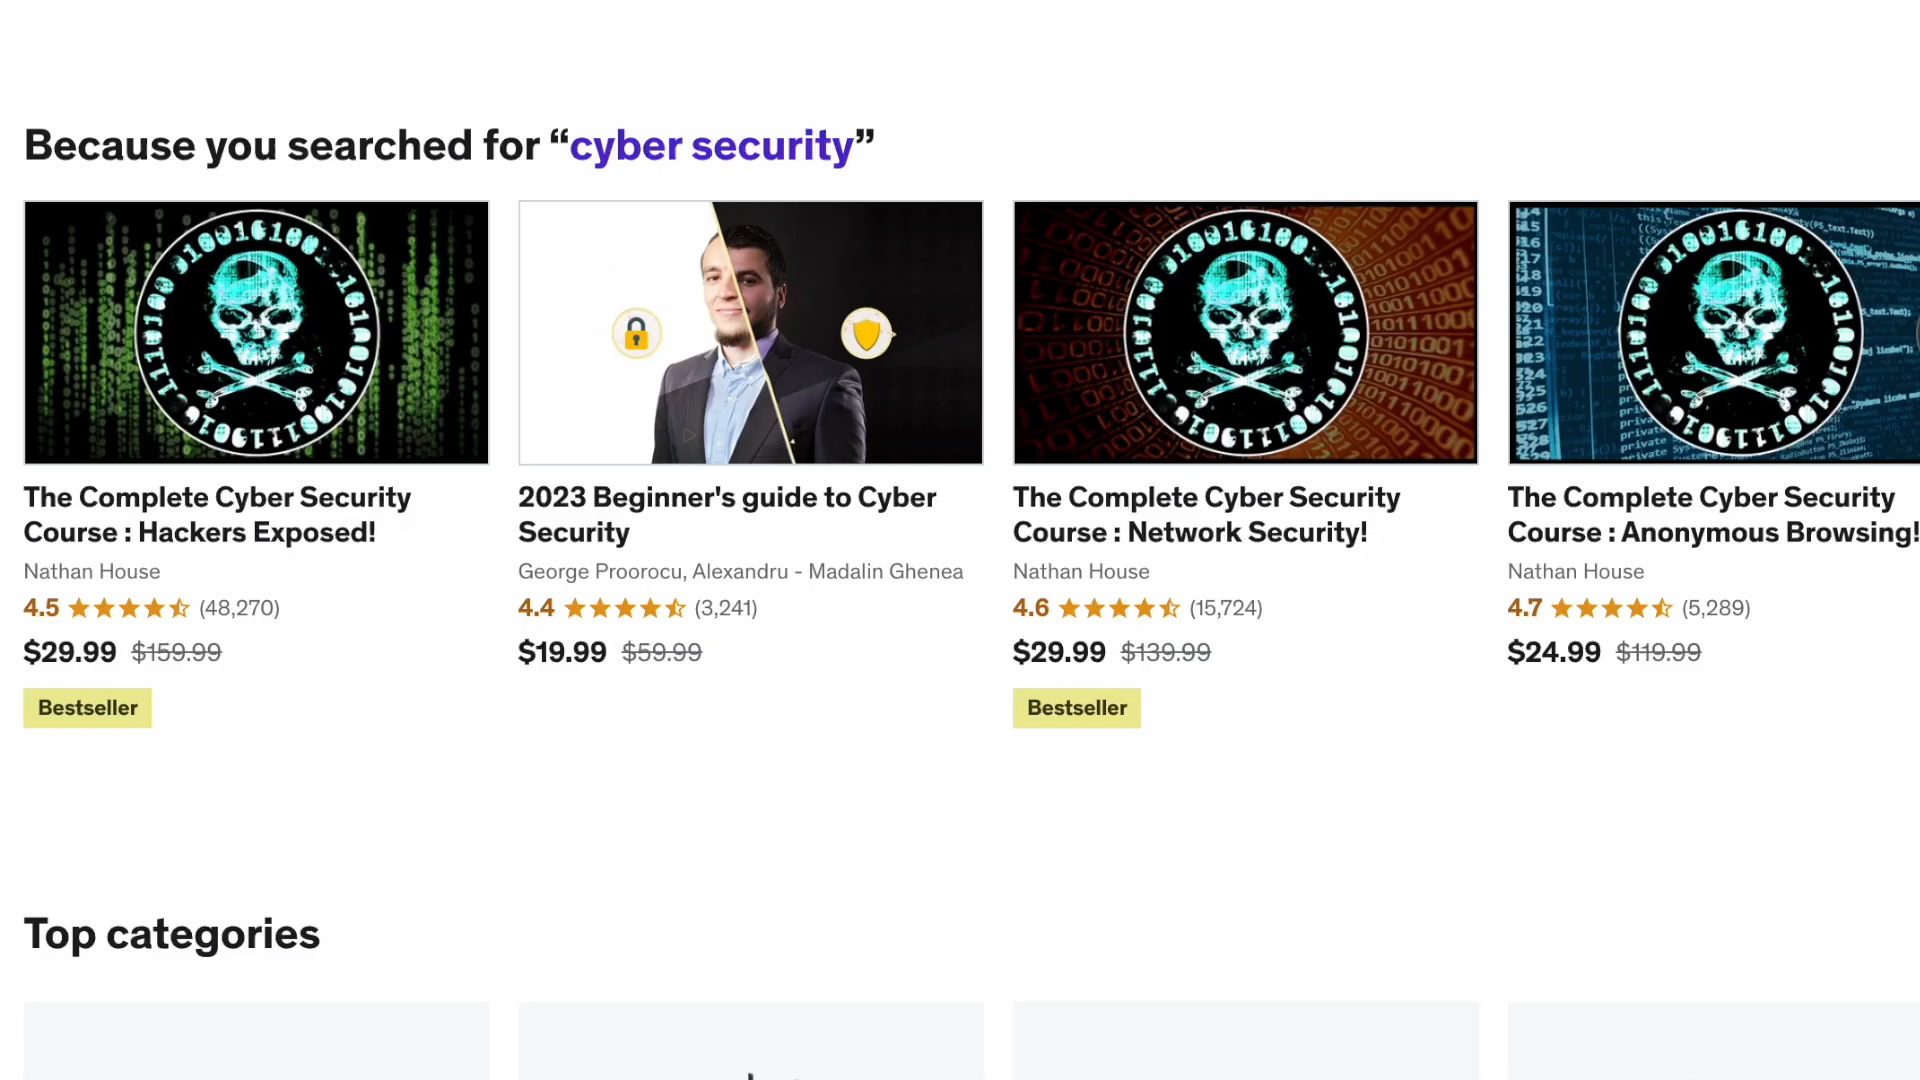 Because you searched for “cyber security”
The Complete Cyber Security
Course : Hackers Exposed!
Nathan House
4.5 (48,270)
$29.99 $159.99
Bestseller
2023 Beginner's guide to Cyber
Security
George Proorocu, Alexandru - Madalin Ghenea
4.4 (3,241)
$19.99 $59.99
The Complete Cyber Security
Course : Network Security!
Nathan House
4.6 (15,724)
$29.99 $139.99
Bestseller
The Complete Cyber Security
Course : Anonymous Browsing!
Nathan House
4.7 (5,289)
$24.99 $119.99
Top categories